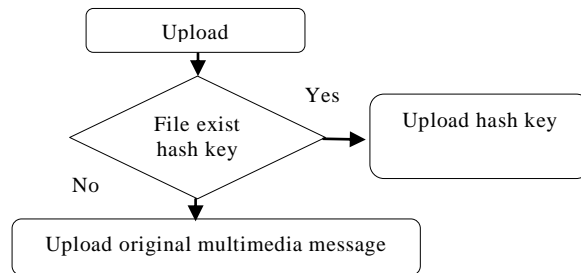 Upload
Yes
File exist
hash key
Upload hash key
No
Upload original multimedia message